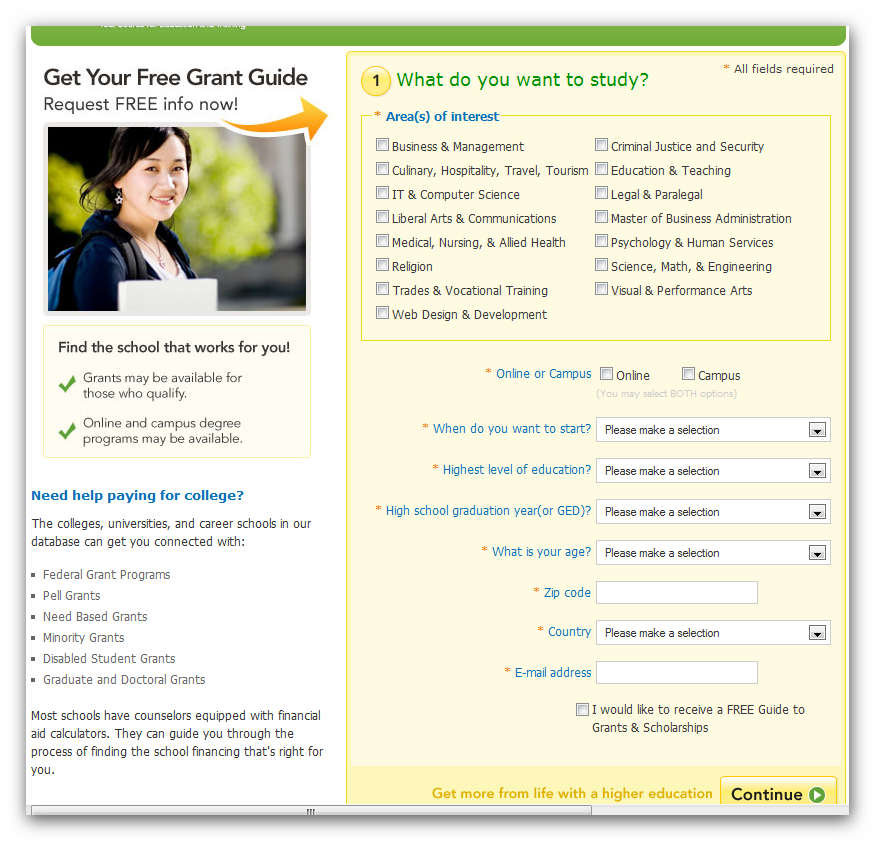 Your Source for Education and Training
Get Your Free Grant Guide
Request FREE info now!
Find the school that works for you!
Grants may be available for
those who qualify.
Online and campus degree
programs may be available.
Need help paying for college?
The colleges, universities, and career schools in our
database can get you connected with:
Federal Grant Programs
Pell Grants
Need Based Grants
Minority Grants
Disabled Student Grants
Graduate and Doctoral Grants
Most schools have counselors equipped with financial
aid calculators. They can guide you through the
process of finding the school financing that's right for
you.
1 What do you want to study?
* All fields required
* Area(s) of interest
Business & Management
Criminal Justice and Security
Culinary, Hospitality, Travel, Tourism
Education & Teaching
IT & Computer Science
Legal & Paralegal
Liberal Arts & Communications
Master of Business Administration
Medical, Nursing, & Allied Health
Psychology & Human Services
Religion
Science, Math, & Engineering
Trades & Vocational Training
Visual & Performance Arts
Web Design & Development
* Online or Campus Online Campus
(You may select BOTH options)
* When do you want to start? Please make a selection
* Highest level of education? Please make a selection
* High school graduation year(or GED)? Please make a selection
* What is your age? Please make a selection
* Zip code
* Country Please make a selection
* E-mail address
I would like to receive a FREE Guide to
Grants & Scholarships
Get more from life with a higher education Continue